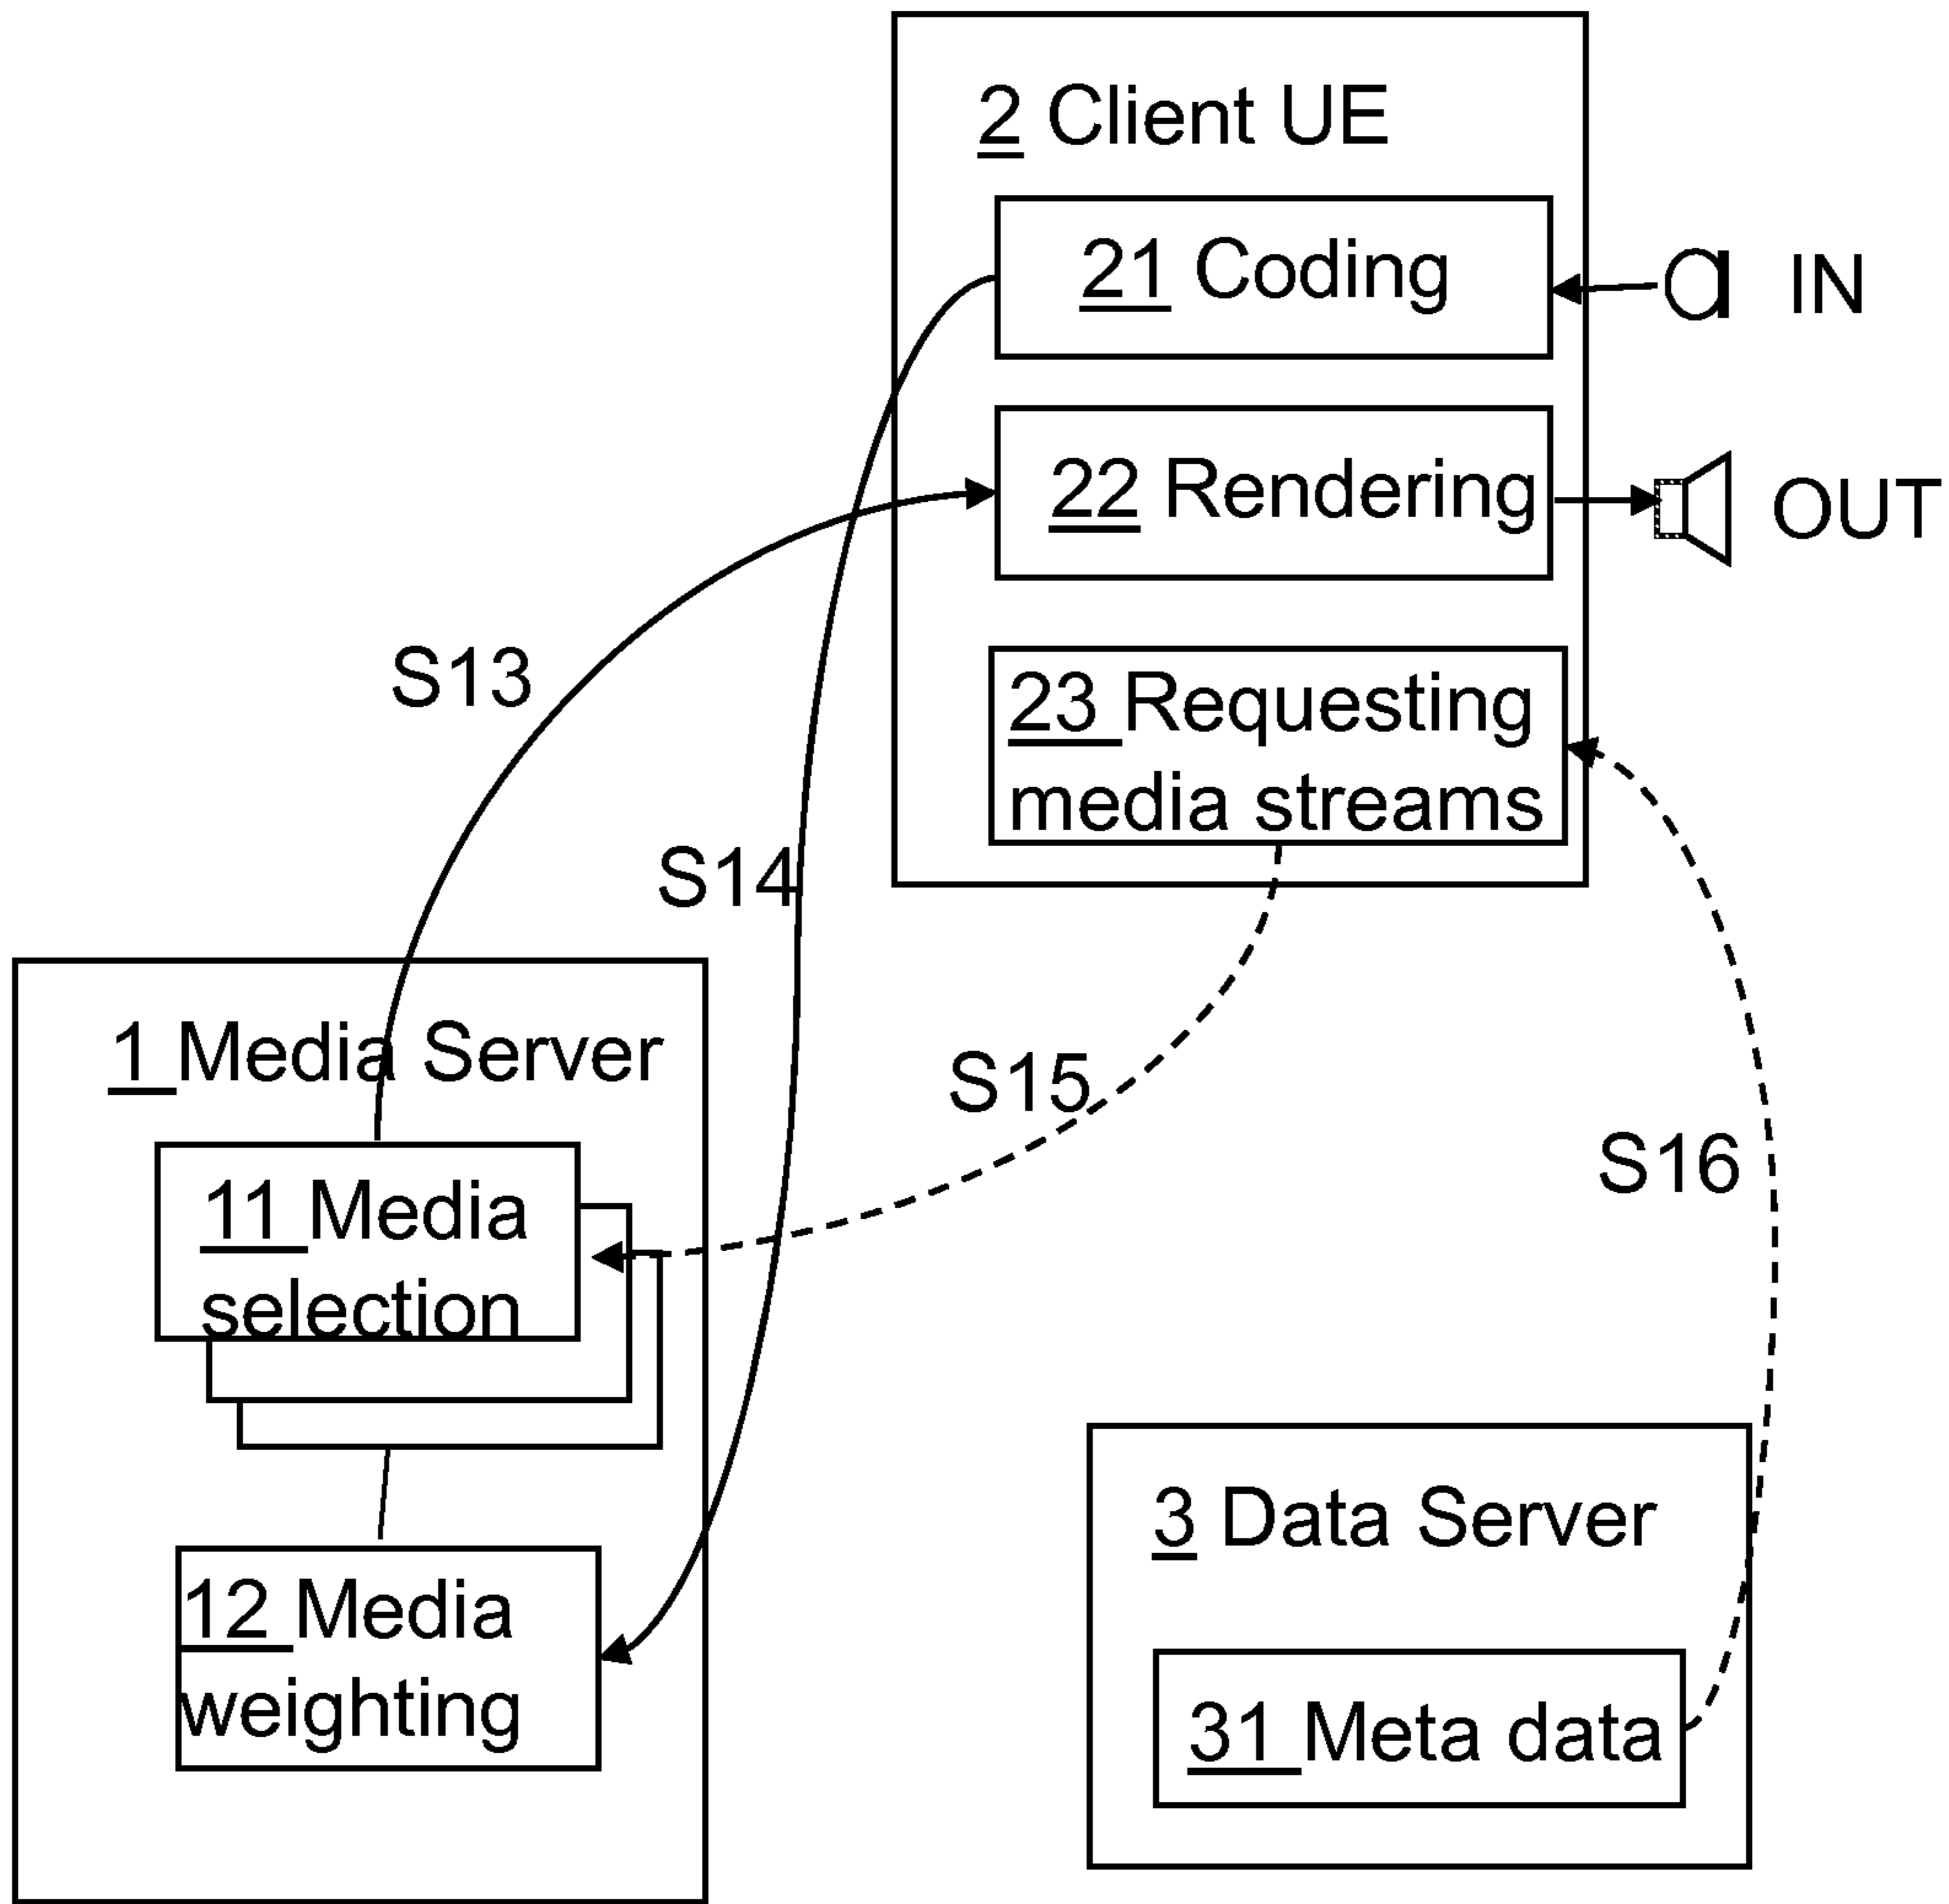 2 Client UE
21 Coding
IN
22 Rendering
OUT
23 Requesting
media streams
S13
S14
S15
S16
1 Media Server
11 Media
selection
12 Media
weighting
3 Data Server
31 Meta data